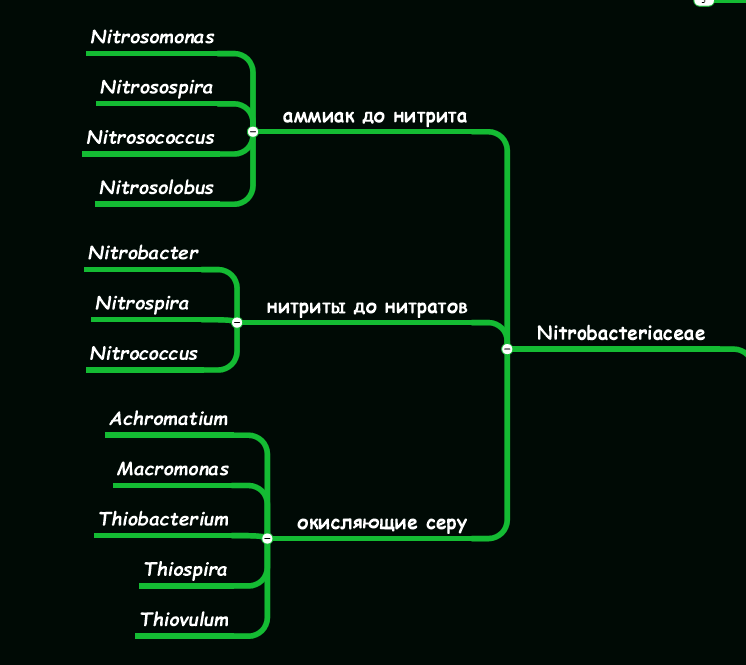 Nitrosomonas
Nitrosospira
Nitrosococcus
Nitrosolobus
аммиак до нитрита
Nitrobacter
Nitrospira
Nitrococcus
нитриты до нитратов
Nitrobacteriaceae
Achromatium
Macromonas
Thiobacterium
Thiospira
Thiovulum
окисляющие серу